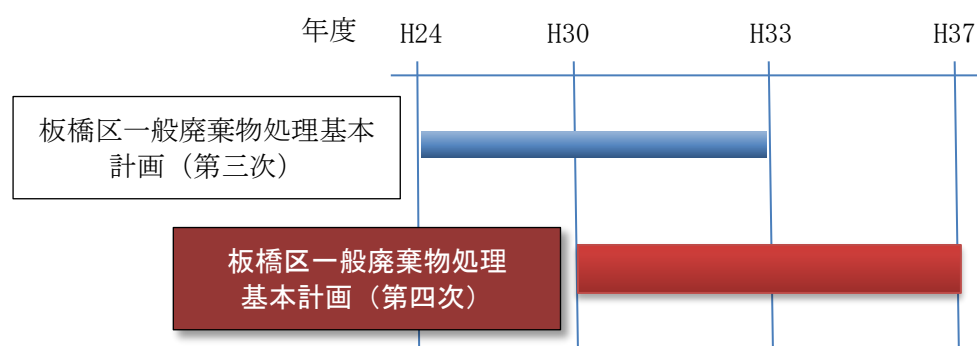 年度 H24 H30 H33 H37
板橋区一般廃棄物処理基本
計画（第三次）
板橋区一般廃棄物処理
基本計画（第四次）